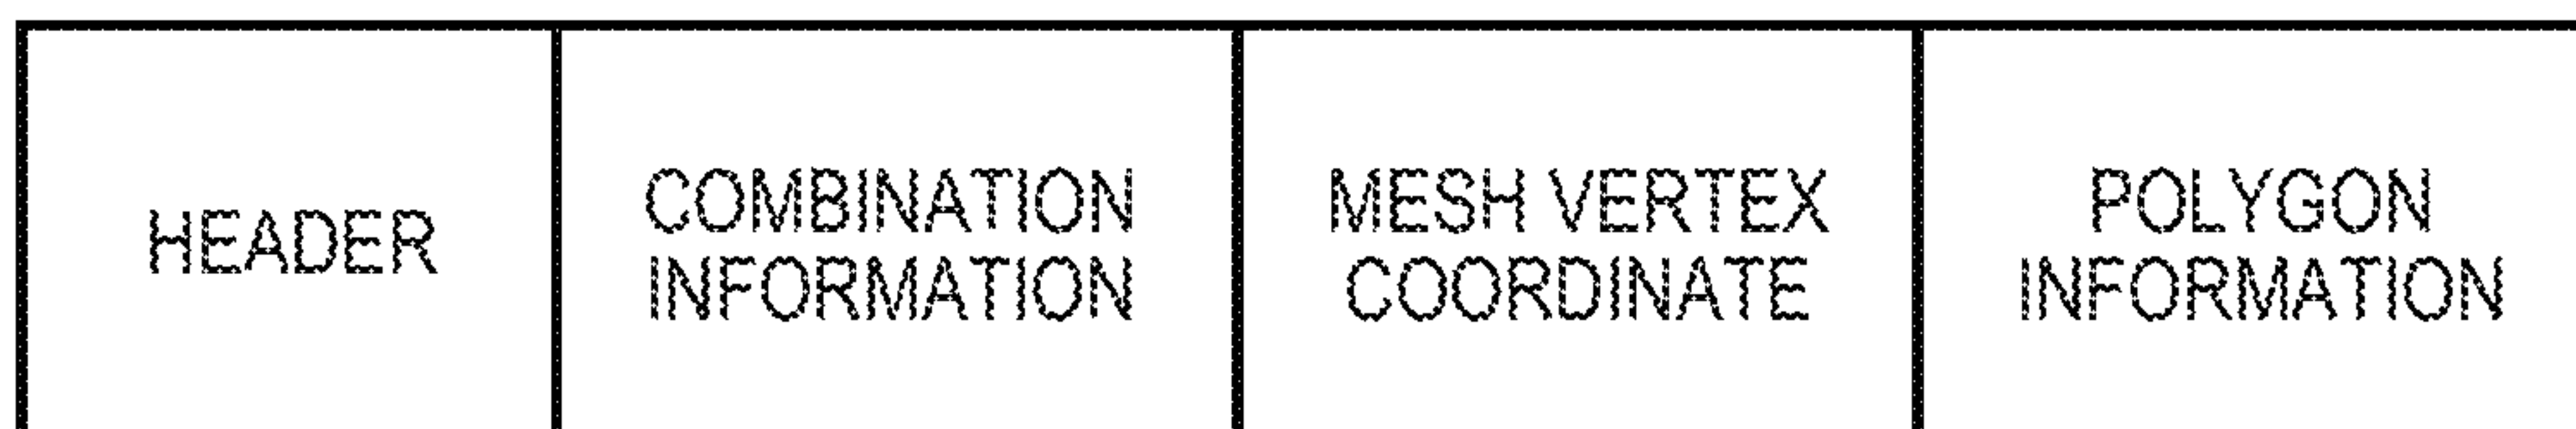 HEADER
COMBINATION
INFORMATION
MESH VERTEX
COORDINATE
POLYGON
INFORMATION